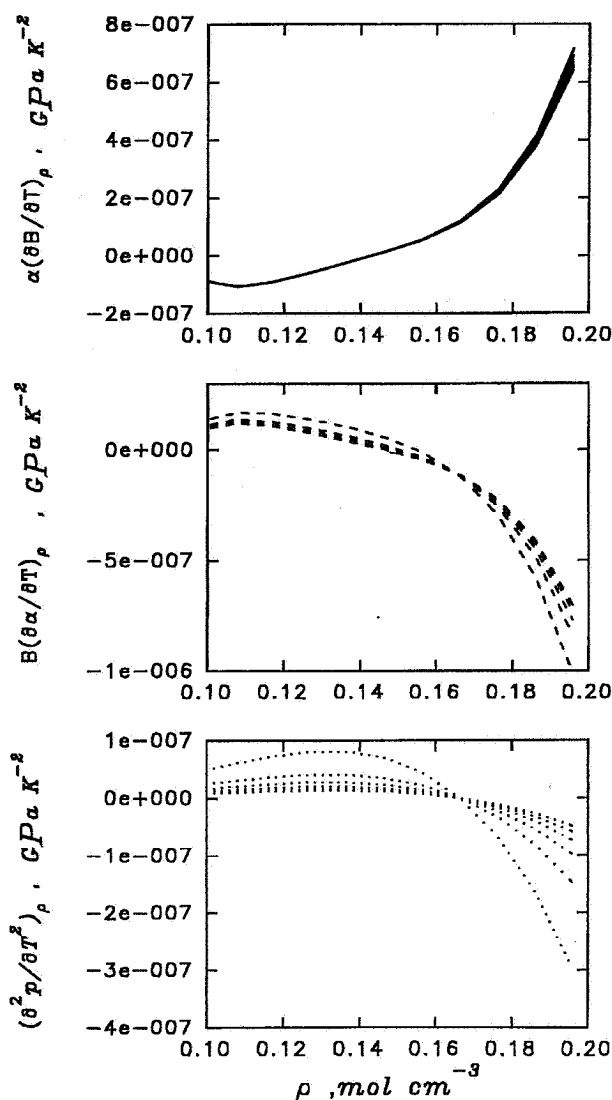 α(∂B/∂T)ρ , GPa K⁻²
8e-007
6e-007
4e-007
2e-007
0e+000
-2e-007
0.10 0.12 0.14 0.16 0.18 0.20
B(∂α/∂T)ρ , GPa K⁻²
0e+000
-5e-007
-1e-006
0.10 0.12 0.14 0.16 0.18 0.20
(∂²p/∂T²)ρ , GPa K⁻²
1e-007
0e+000
-1e-007
-2e-007
-3e-007
-4e-007
0.10 0.12 0.14 0.16 0.18 0.20
ρ ,mol cm⁻³